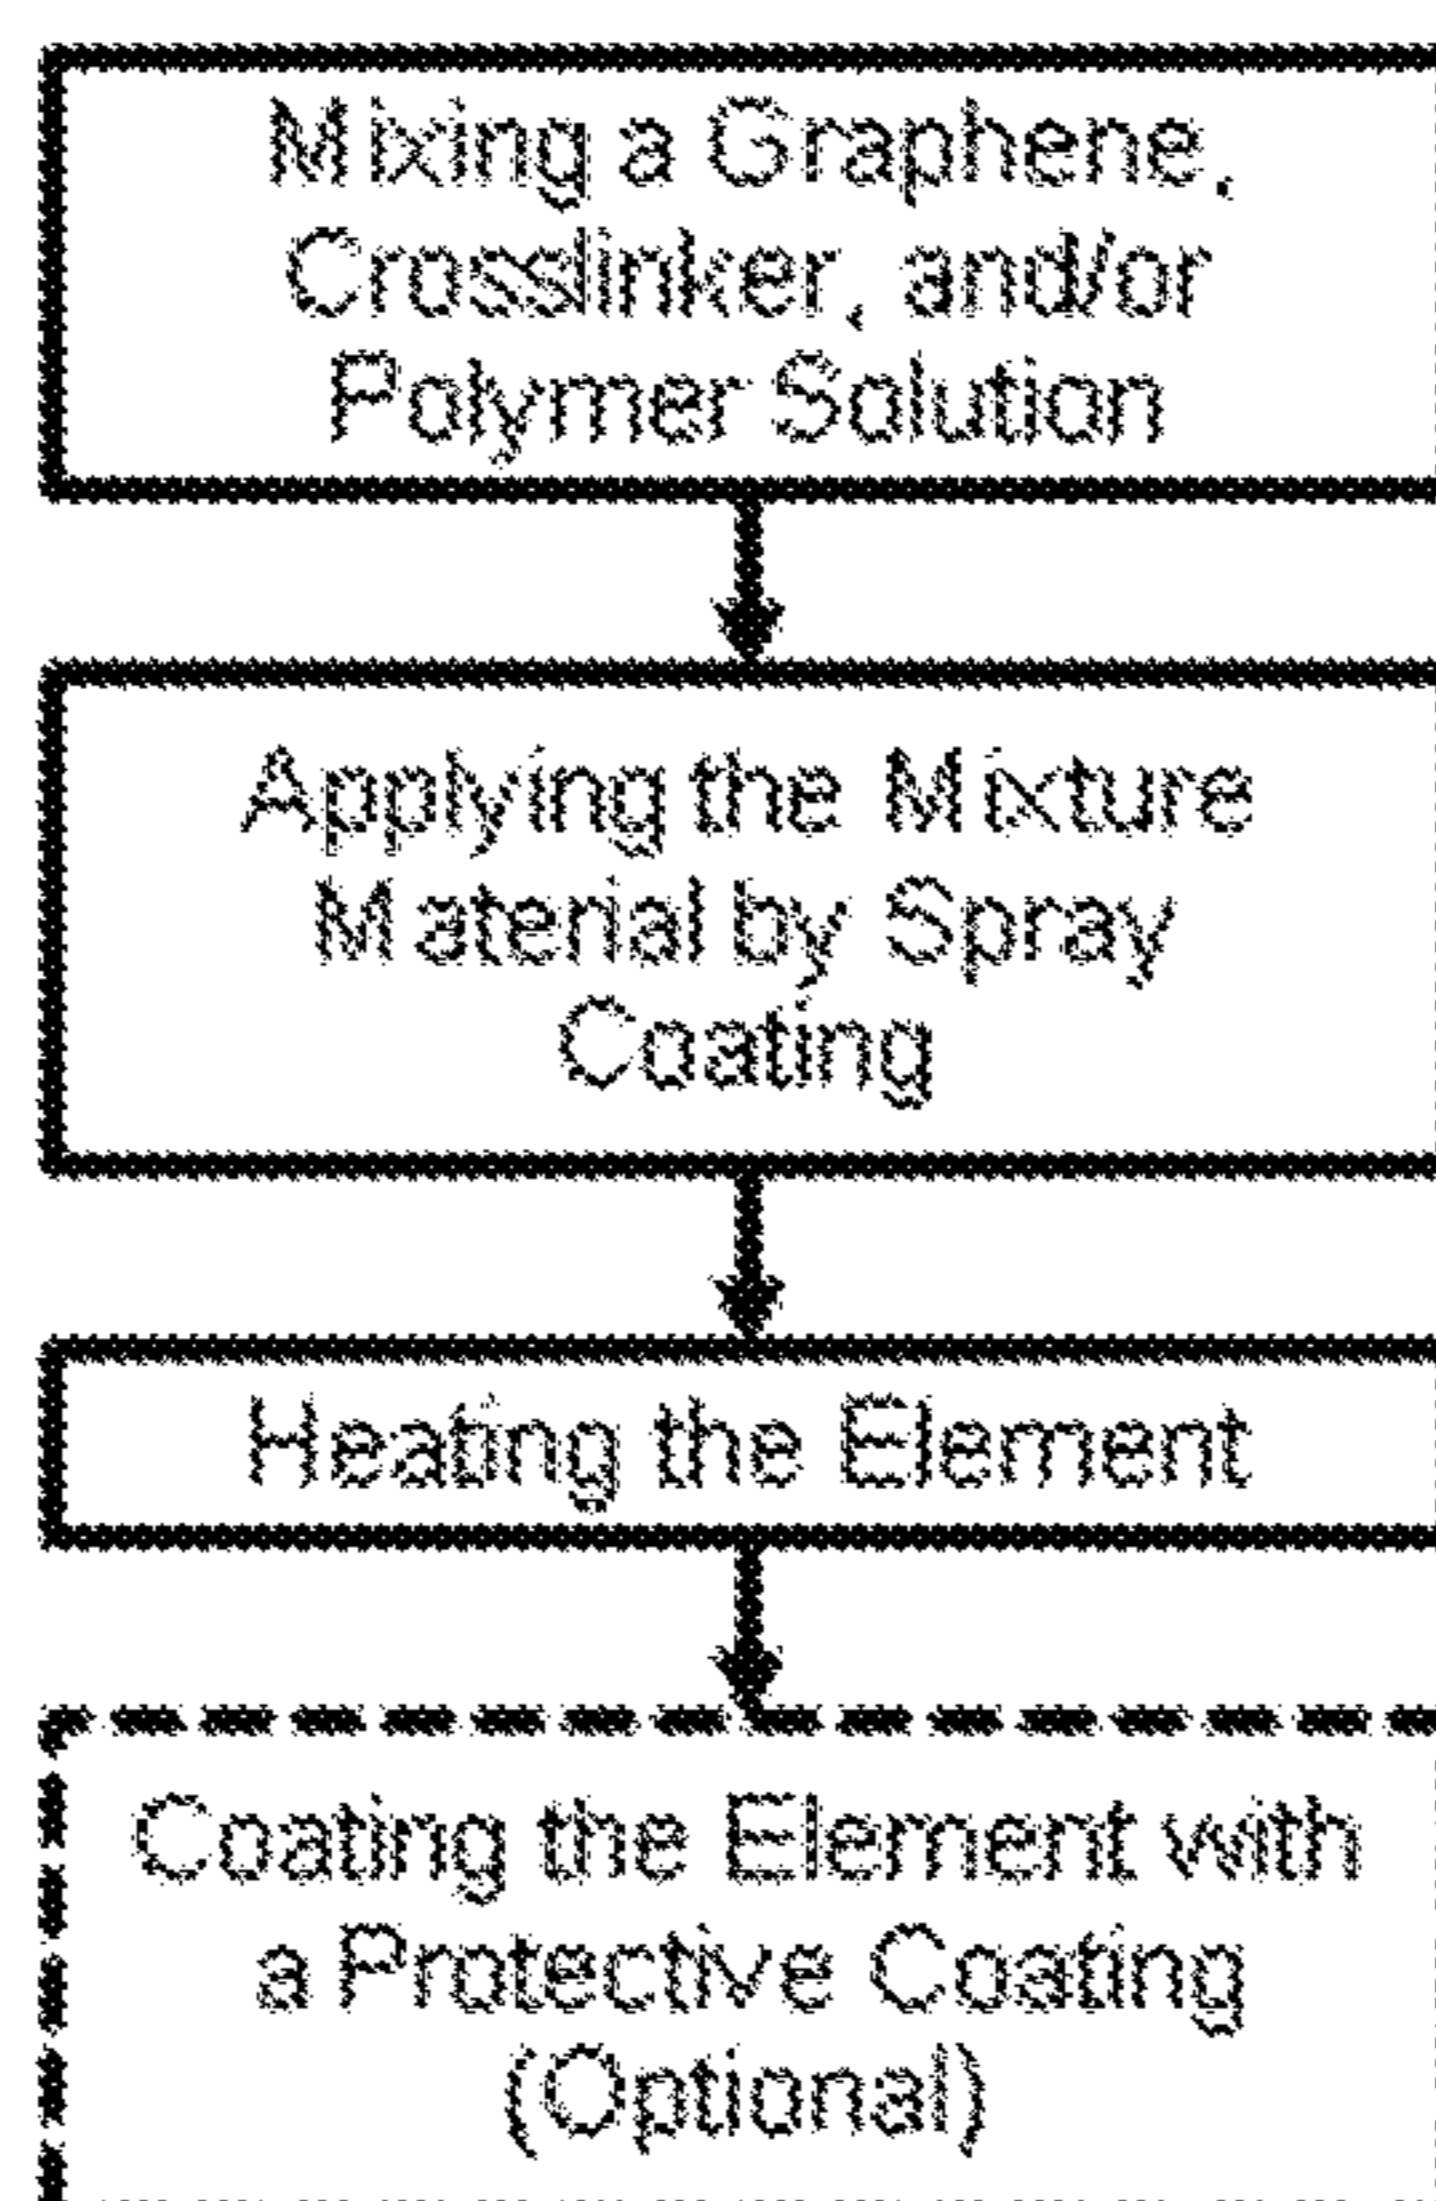 Mixing a Graphene,
Crosslinker, and/or
Polymer Solution
Applying the Mixture
Material by Spray
Coating
Heating the Element
Coating the Element with
a Protective Coating
(Optional)